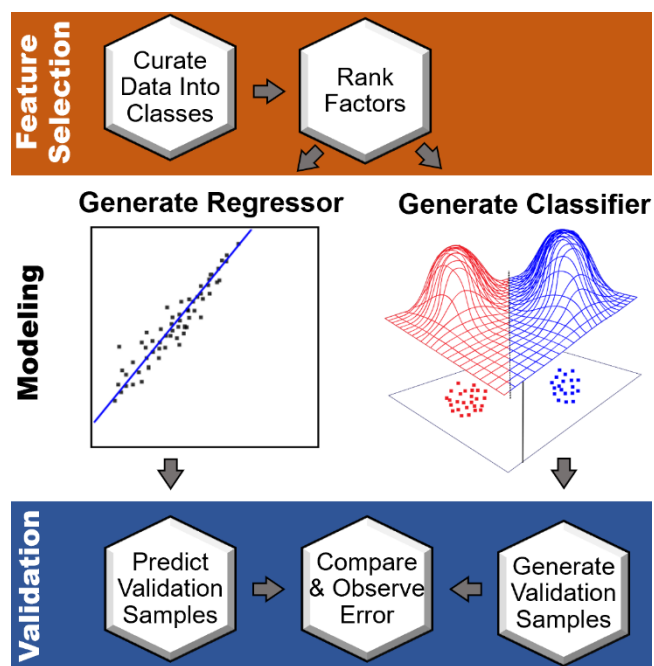 Feature
Selection
Curate
Data Into
Classes
Rank
Factors
Modeling
Generate Regressor
Generate Classifier
Validation
Predict
Validation
Samples
Compare
& Observe
Error
Generate
Validation
Samples